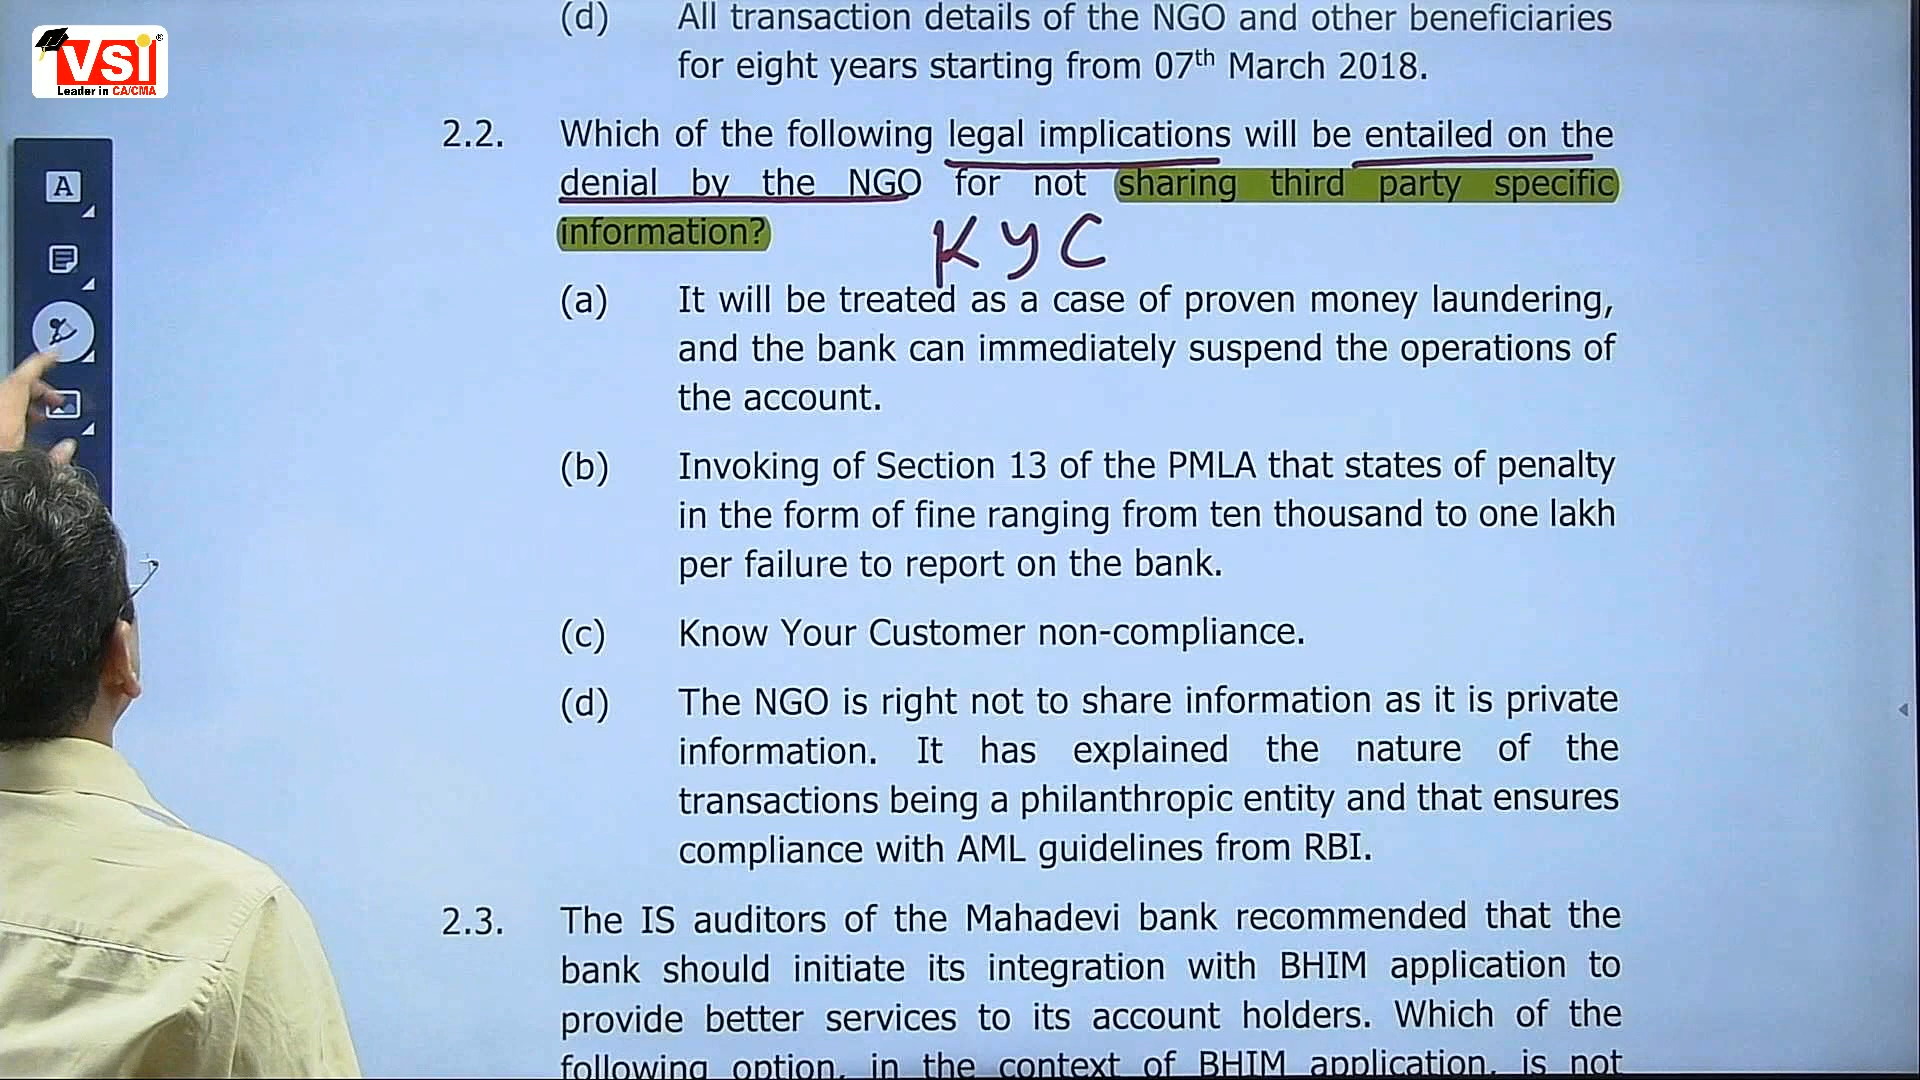 VSI
®
Leader in CA/CMA
(d) All transaction details of the NGO and other beneficiaries
for eight years starting from 07th March 2018.
2.2. Which of the following legal implications will be entailed on the
denial by the NGO for not sharing third party specific
information?
KYC
(a) It will be treated as a case of proven money laundering,
and the bank can immediately suspend the operations of
the account.
(b) Invoking of Section 13 of the PMLA that states of penalty
in the form of fine ranging from ten thousand to one lakh
per failure to report on the bank.
(c) Know Your Customer non-compliance.
(d) The NGO is right not to share information as it is private
information. It has explained the nature of the
transactions being a philanthropic entity and that ensures
compliance with AML guidelines from RBI.
2.3. The IS auditors of the Mahadevi bank recommended that the
bank should initiate its integration with BHIM application to
provide better services to its account holders. Which of the
following option, in the context of BHIM application, is not
A